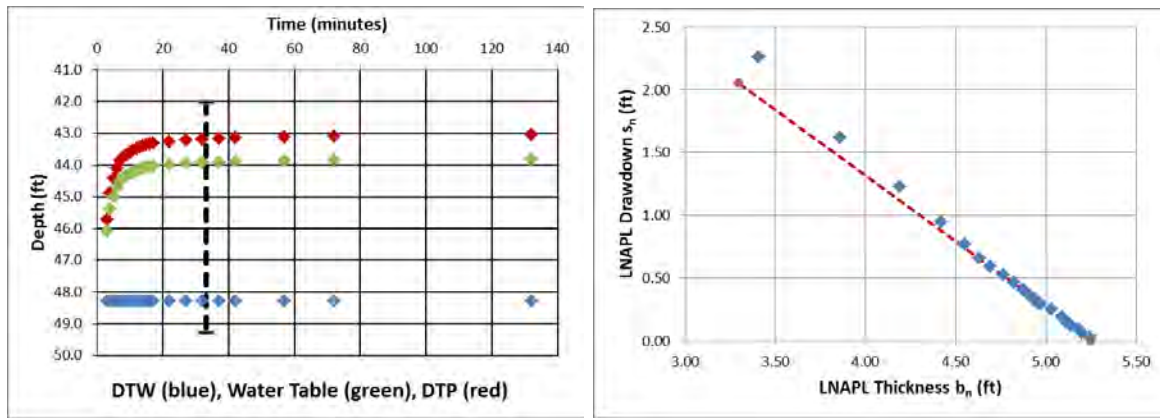 Time (minutes)
0 20 40 60 80 100 120 140
41.0
42.0
43.0
44.0
45.0
46.0
47.0
48.0
49.0
50.0
Depth (ft)
DTW (blue), Water Table (green), DTP (red)
LNAPL Drawdown sn (ft)
2.50
2.00
1.50
1.00
0.50
0.00
3.00 3.50 4.00 4.50 5.00 5.50
LNAPL Thickness bn (ft)